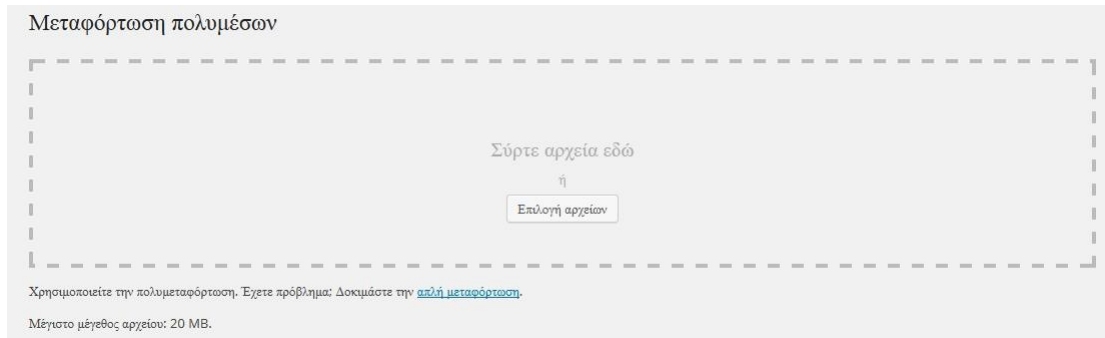 Μεταφόρτωση πολυμέσων
Σύρτε αρχεία εδώ
ή
Επιλογή αρχείων
Χρησιμοποιείτε την πολυμεταφόρτωση. Έχετε πρόβλημα; Δοκιμάστε την απλή μεταφόρτωση.
Μέγιστο μέγεθος αρχείου: 20 MB.